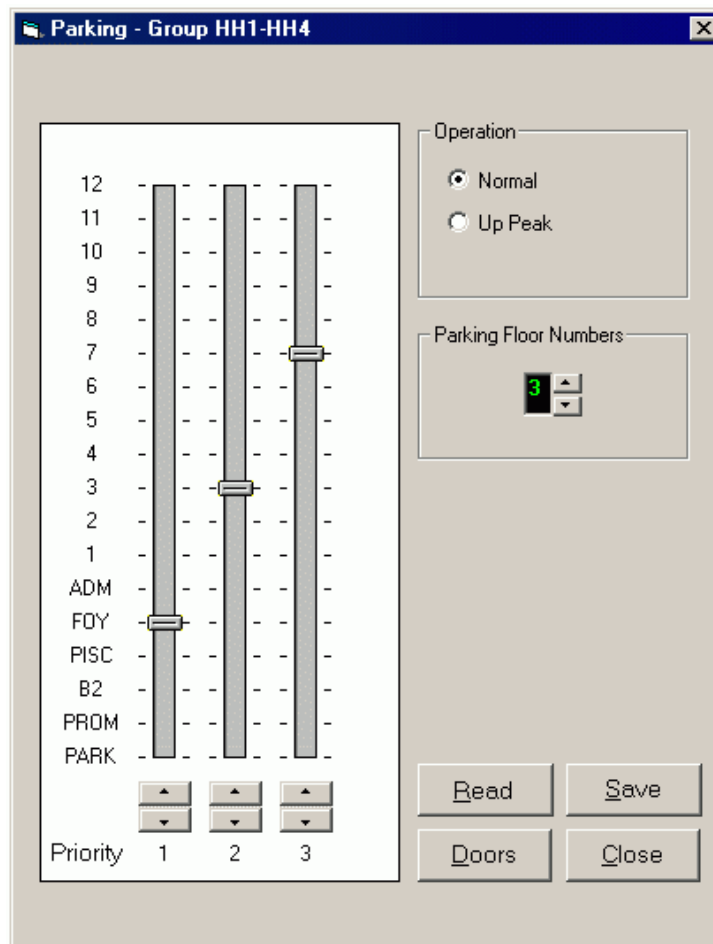 Parking - Group HH1-HH4
12
11
10
9
8
7
6
5
4
3
2
1
ADM
FOY
PISC
B2
PROM
PARK
Priority 1 2 3
Operation
Normal
Up Peak
Parking Floor Numbers
3
Read Save
Doors Close